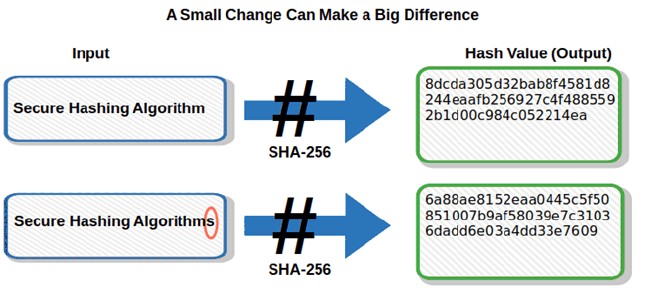 A Small Change Can Make a Big Difference
Input
Hash Value (Output)
Secure Hashing Algorithm
#
SHA-256
8dcda305d32bab8f4581d8
244eaafb256927c4f488559
2b1d00c984c052214ea
Secure Hashing Algorithms
#
SHA-256
6a88ae8152eaa0445c5f50
851007b9af58039e7c3103
6dadd6e03a4dd33e7609